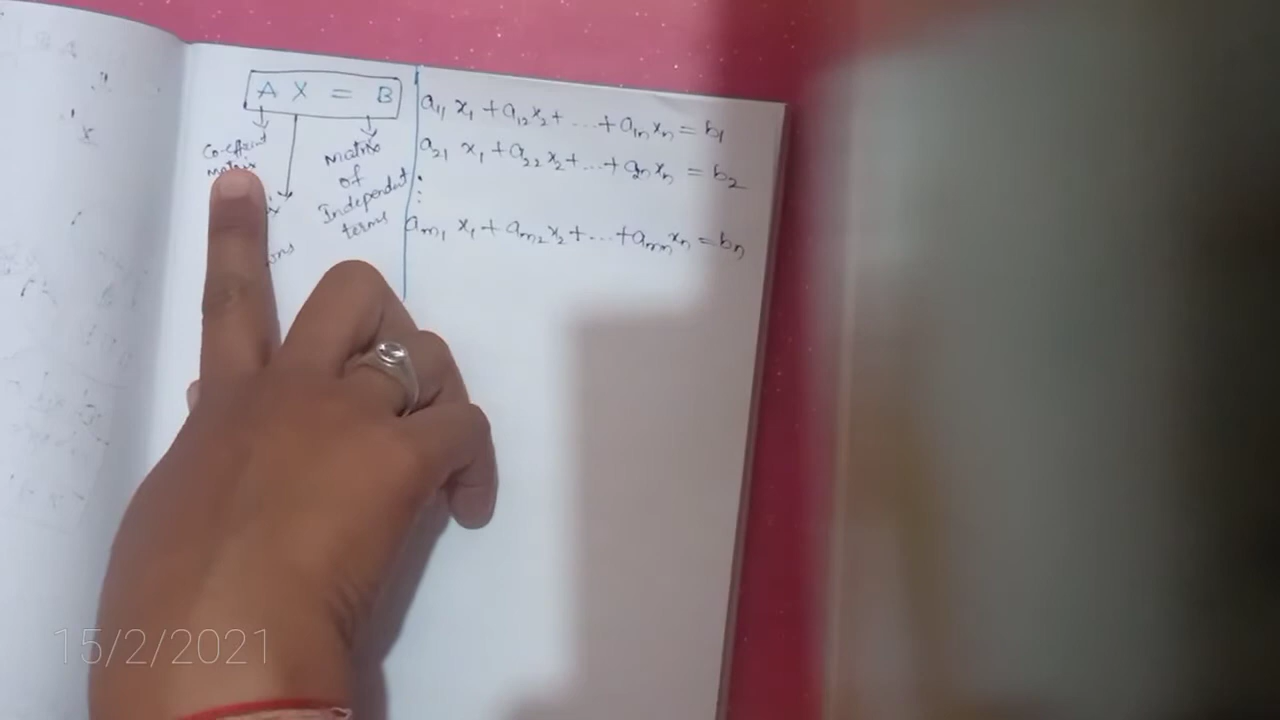 A X = B
Co-efficient
matrix
Matrix
of
Independent
terms
a₁₁ x₁ + a₁₂ x₂ + ... + a₁ₙ xₙ = b₁
a₂₁ x₁ + a₂₂ x₂ + ... + a₂ₙ xₙ = b₂
:
aₘ₁ x₁ + aₘ₂ x₂ + ... + aₘₙ xₙ = bₙ
15/2/2021